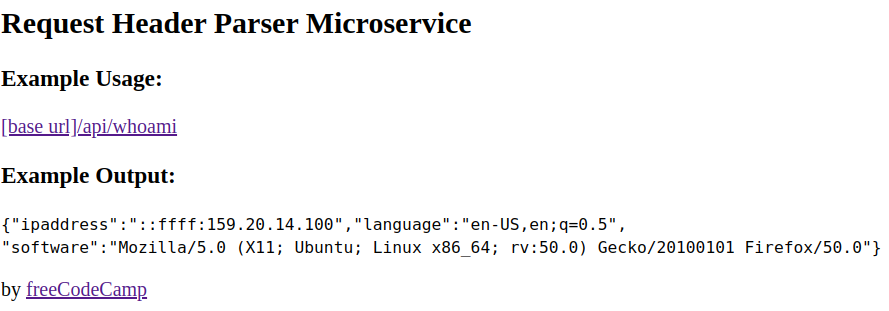 Request Header Parser Microservice
Example Usage:
[base url]/api/whoami
Example Output:
{"ipaddress":"::ffff:159.20.14.100","language":"en-US,en;q=0.5",
"software":"Mozilla/5.0 (X11; Ubuntu; Linux x86_64; rv:50.0) Gecko/20100101 Firefox/50.0"}
by freeCodeCamp